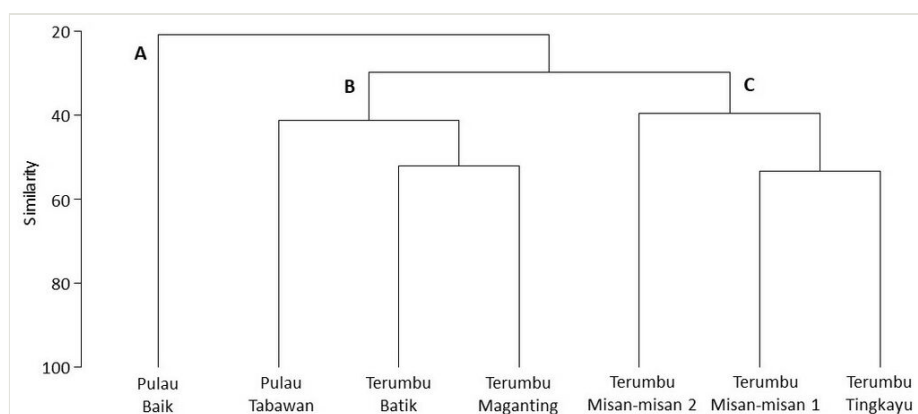 20
A
B
C
40
Similarity
60
80
100
Pulau
Baik
Pulau
Tabawan
Terumbu
Batik
Terumbu
Maganting
Terumbu
Misan-misan 2
Terumbu
Misan-misan 1
Terumbu
Tingkayu